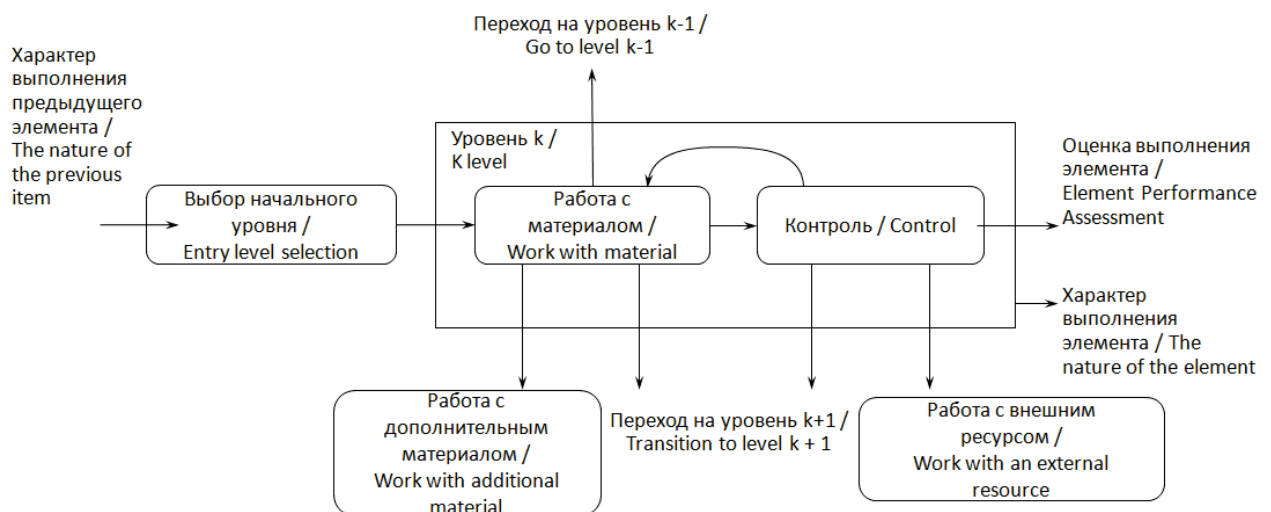 Переход на уровень k-1 /
Go to level k-1
Характер
выполнения
предыдущего
элемента /
The nature of
the previous
item
Выбор начального
уровня /
Entry level selection
Уровень k /
K level
Работа с
материалом /
Work with material
Контроль / Control
Оценка выполнения
элемента /
Element Performance
Assessment
Характер
выполнения
элемента / The
nature of the element
Работа с
дополнительным
материалом /
Work with additional
material
Переход на уровень k+1 /
Transition to level k + 1
Работа с внешним
ресурсом /
Work with an external
resource